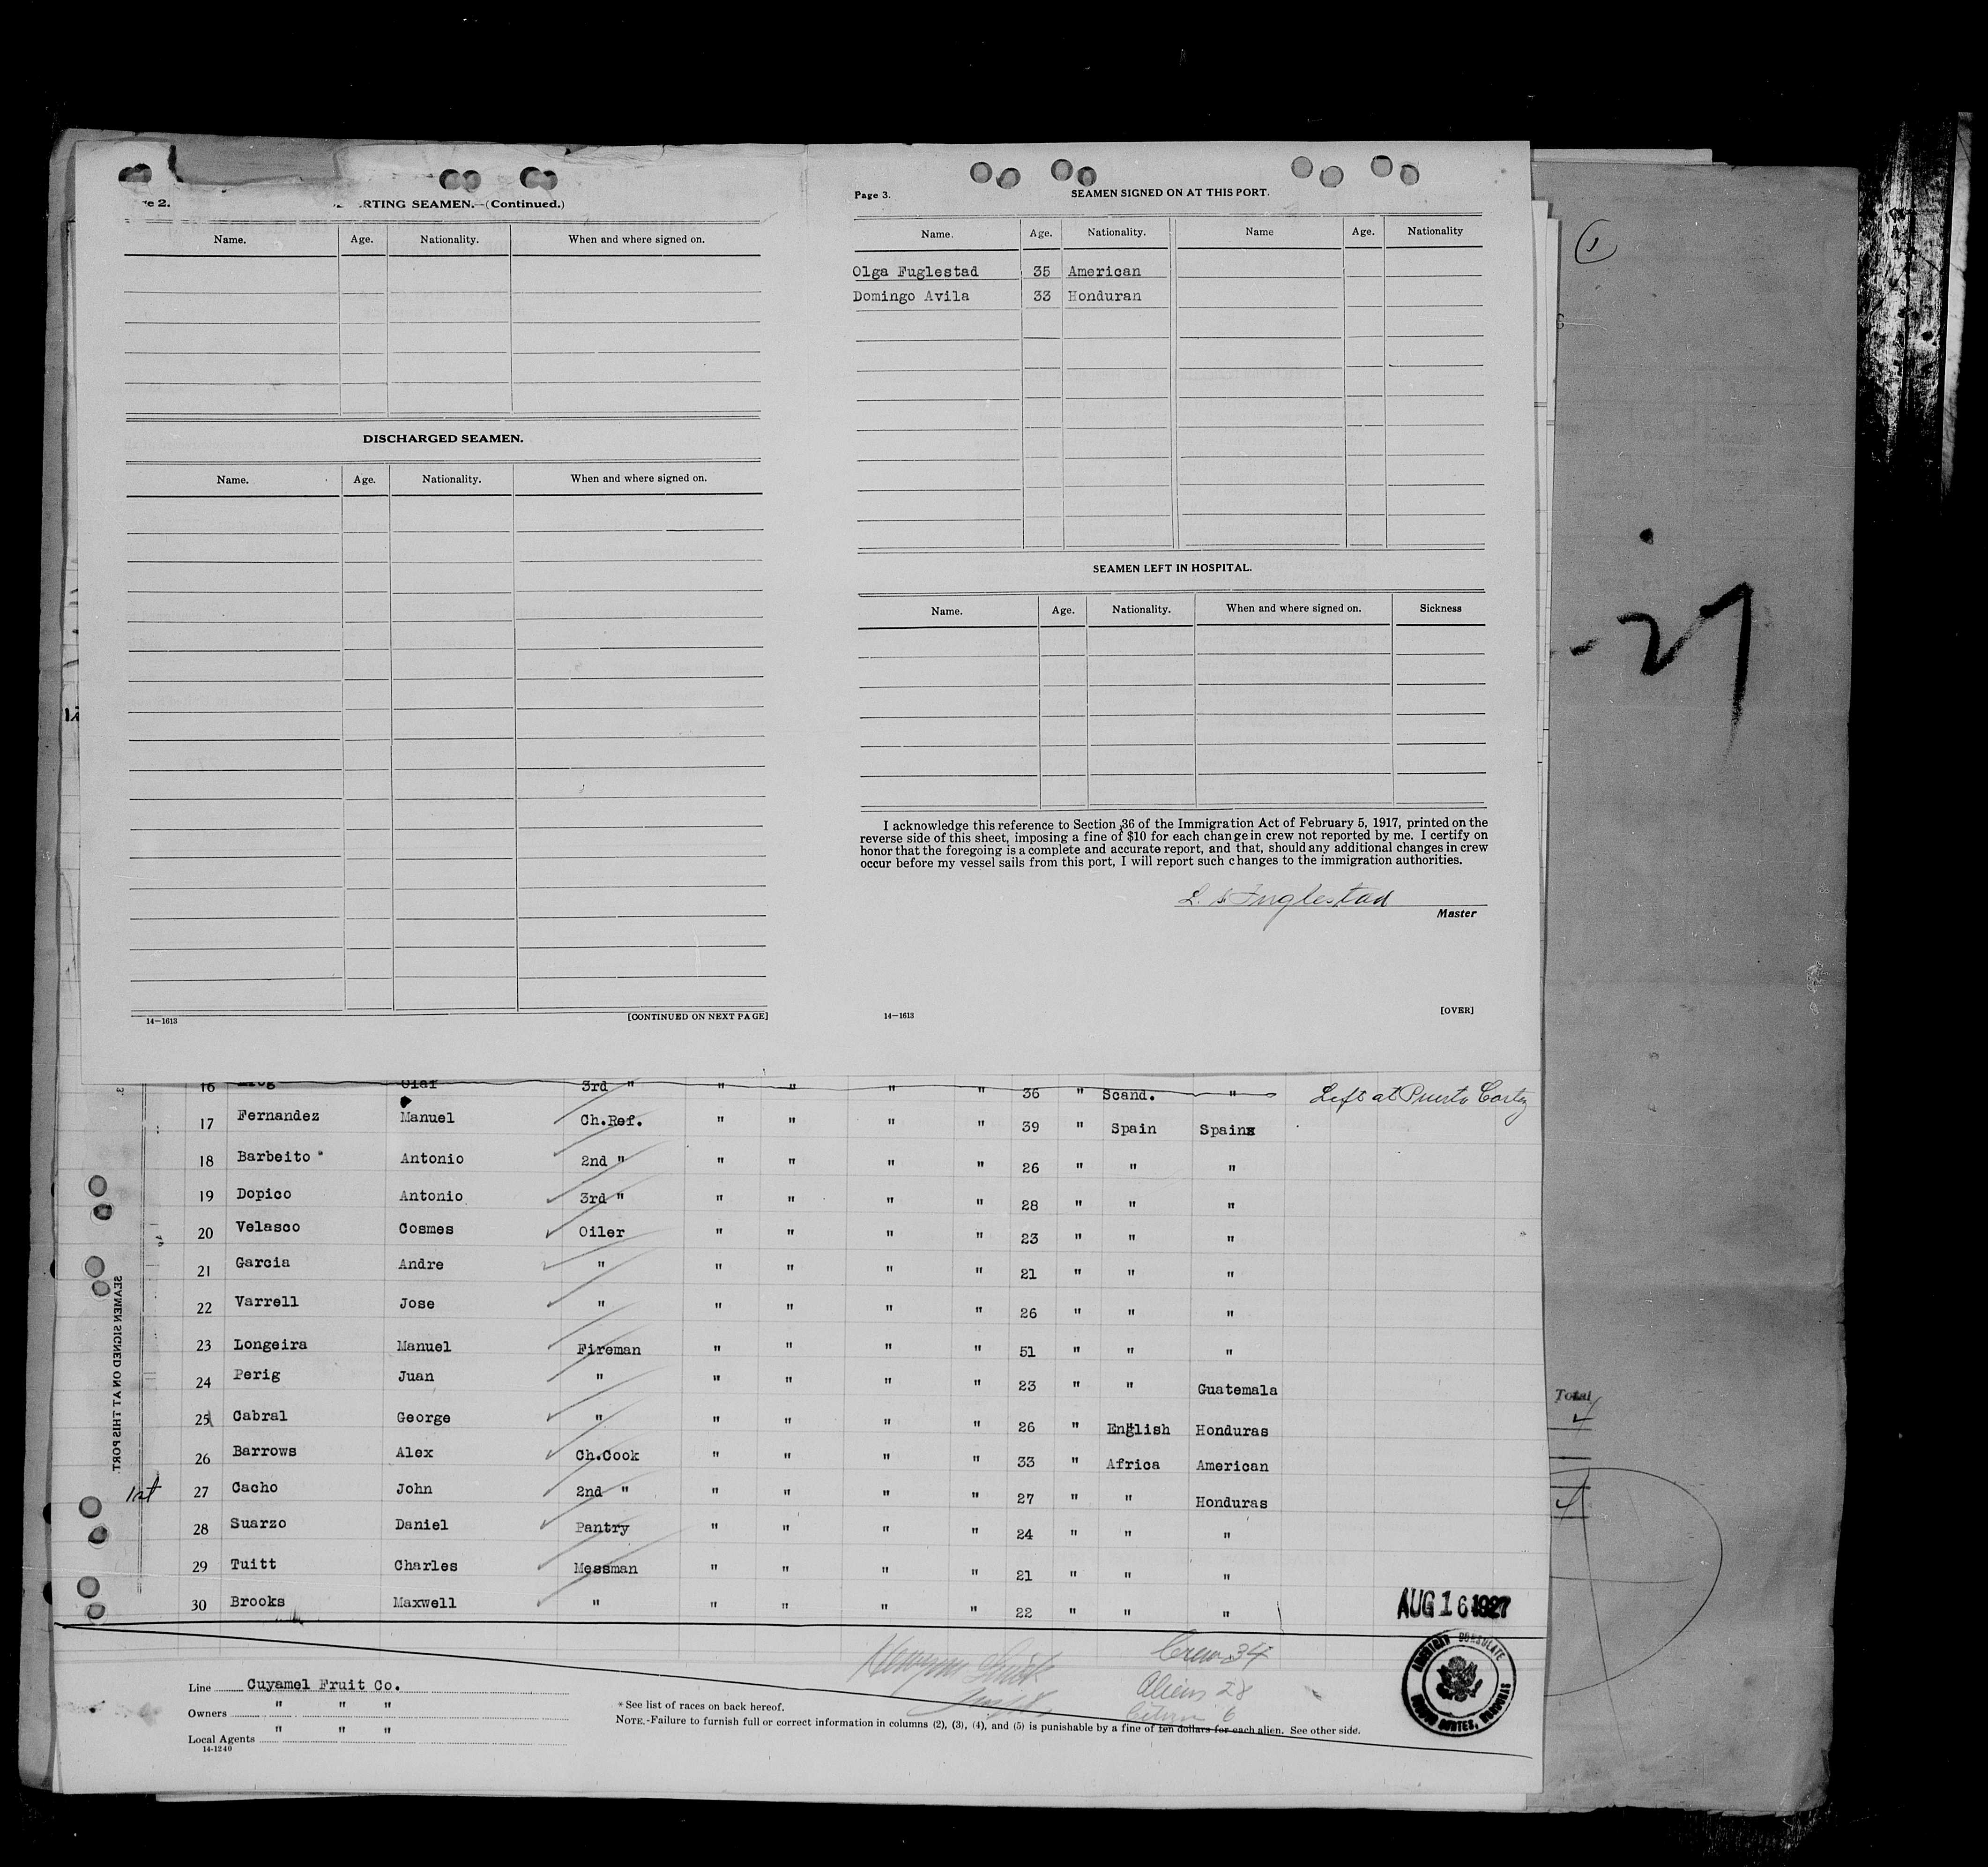 Page 3.
SEAMEN SIGNED ON AT THIS PORT.
RTING SEAMEN.—(Continued.)
Name. Age. Nationality. When and where signed on.
Name. Age. Nationality. Name Age. Nationality
Olga Fuglestad 35 American
Domingo Avila 33 Honduran
DISCHARGED SEAMEN.
Name. Age. Nationality. When and where signed on.
SEAMEN LEFT IN HOSPITAL.
Name. Age. Nationality. When and where signed on. Sickness
I acknowledge this reference to Section 36 of the Immigration Act of February 5, 1917, printed on the
reverse side of this sheet, imposing a fine of $10 for each change in crew not reported by me. I certify on
honor that the foregoing is a complete and accurate report, and that, should any additional changes in crew
occur before my vessel sails from this port, I will report such changes to the immigration authorities.
Fuglestad
Master
14—1613 [CONTINUED ON NEXT PAGE]
14—1613 [OVER]
16 Olaf 3rd " " " " " 36 " Scand. " Left at Puerto Cortez
17 Fernandez Manuel Ch.Ref. " " " " 39 " Spain Spain
18 Barbeito Antonio 2nd " " " " " 26 " " "
19 Dopico Antonio 3rd " " " " " 28 " " "
20 Velasco Cosmes Oiler " " " " 23 " " "
21 Garcia Andre " " " " " 21 " " "
22 Varrell Jose " " " " " 26 " " "
23 Longeira Manuel Fireman " " " " 51 " " "
24 Perig Juan " " " " " 23 " " Guatemala
25 Cabral George " " " " " 26 " English Honduras
26 Barrows Alex Ch.Cook " " " " 33 " Africa American
1st 27 Cacho John 2nd " " " " " 27 " " Honduras
28 Suarzo Daniel Pantry " " " " 24 " " "
29 Tuitt Charles Messman " " " " 21 " " "
30 Brooks Maxwell " " " " " 22 " " "
AUG 16 1927
Crew 34
Aliens 28
6
AMERICAN CONSULATE
PUERTO CORTES, HONDURAS
Line Cuyamel Fruit Co.
Owners " " "
Local Agents " " "
14-1240
*See list of races on back hereof.
NOTE.-Failure to furnish full or correct information in columns (2), (3), (4), and (5) is punishable by a fine of ten dollars for each alien. See other side.
SEAMEN SIGNED ON AT THIS PORT.
-27
Total
4
4